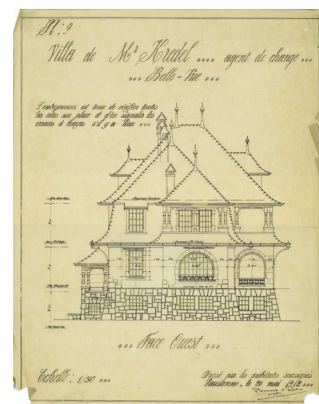 Pl: 9
Villa de Mr Kredel .... agent de change ...
... Belle-Vue ...
L'entrepreneur est tenu de vérifier toutes
les côtes sur place et d'en signaler les
erreurs à temps s'il y a lieu ...
... Face Ouest ...
Echelle: 1/50 ...
Dressé par les architectes soussignés
Lausanne, le 20 mai 1912 ...